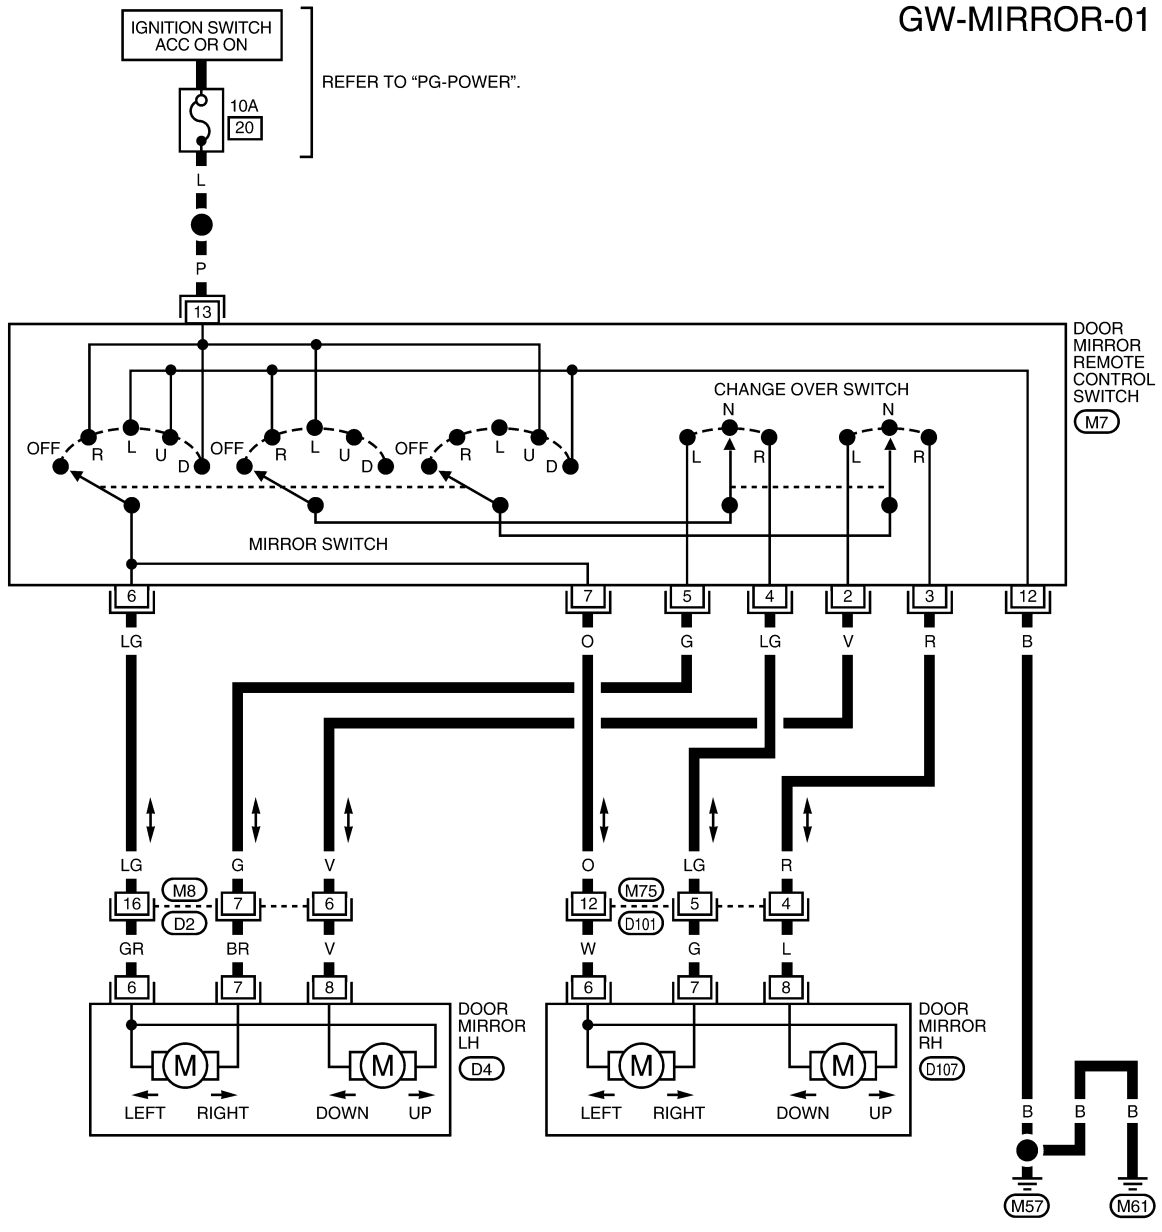 GW-MIRROR-01
IGNITION SWITCH
ACC OR ON
REFER TO “PG-POWER”.
10A
20
L
P
13
DOOR
MIRROR
REMOTE
CONTROL
SWITCH
M7
CHANGE OVER SWITCH
N N
OFF R L U D OFF R L U D OFF R L U D L R L R
MIRROR SWITCH
6 7 5 4 2 3 12
LG O G LG V R B
LG G V O LG R
M8 M75
16 7 6 12 5 4
D2 D101
GR BR V W G L
6 7 8 6 7 8
DOOR
MIRROR
LH
D4
DOOR
MIRROR
RH
D107
M M M M
LEFT RIGHT DOWN UP LEFT RIGHT DOWN UP
B B B
M57 M61